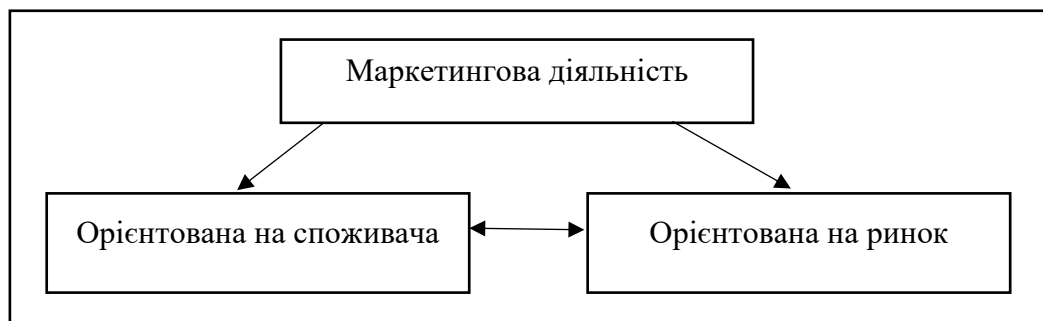 Маркетингова діяльність
Орієнтована на споживача
Орієнтована на ринок